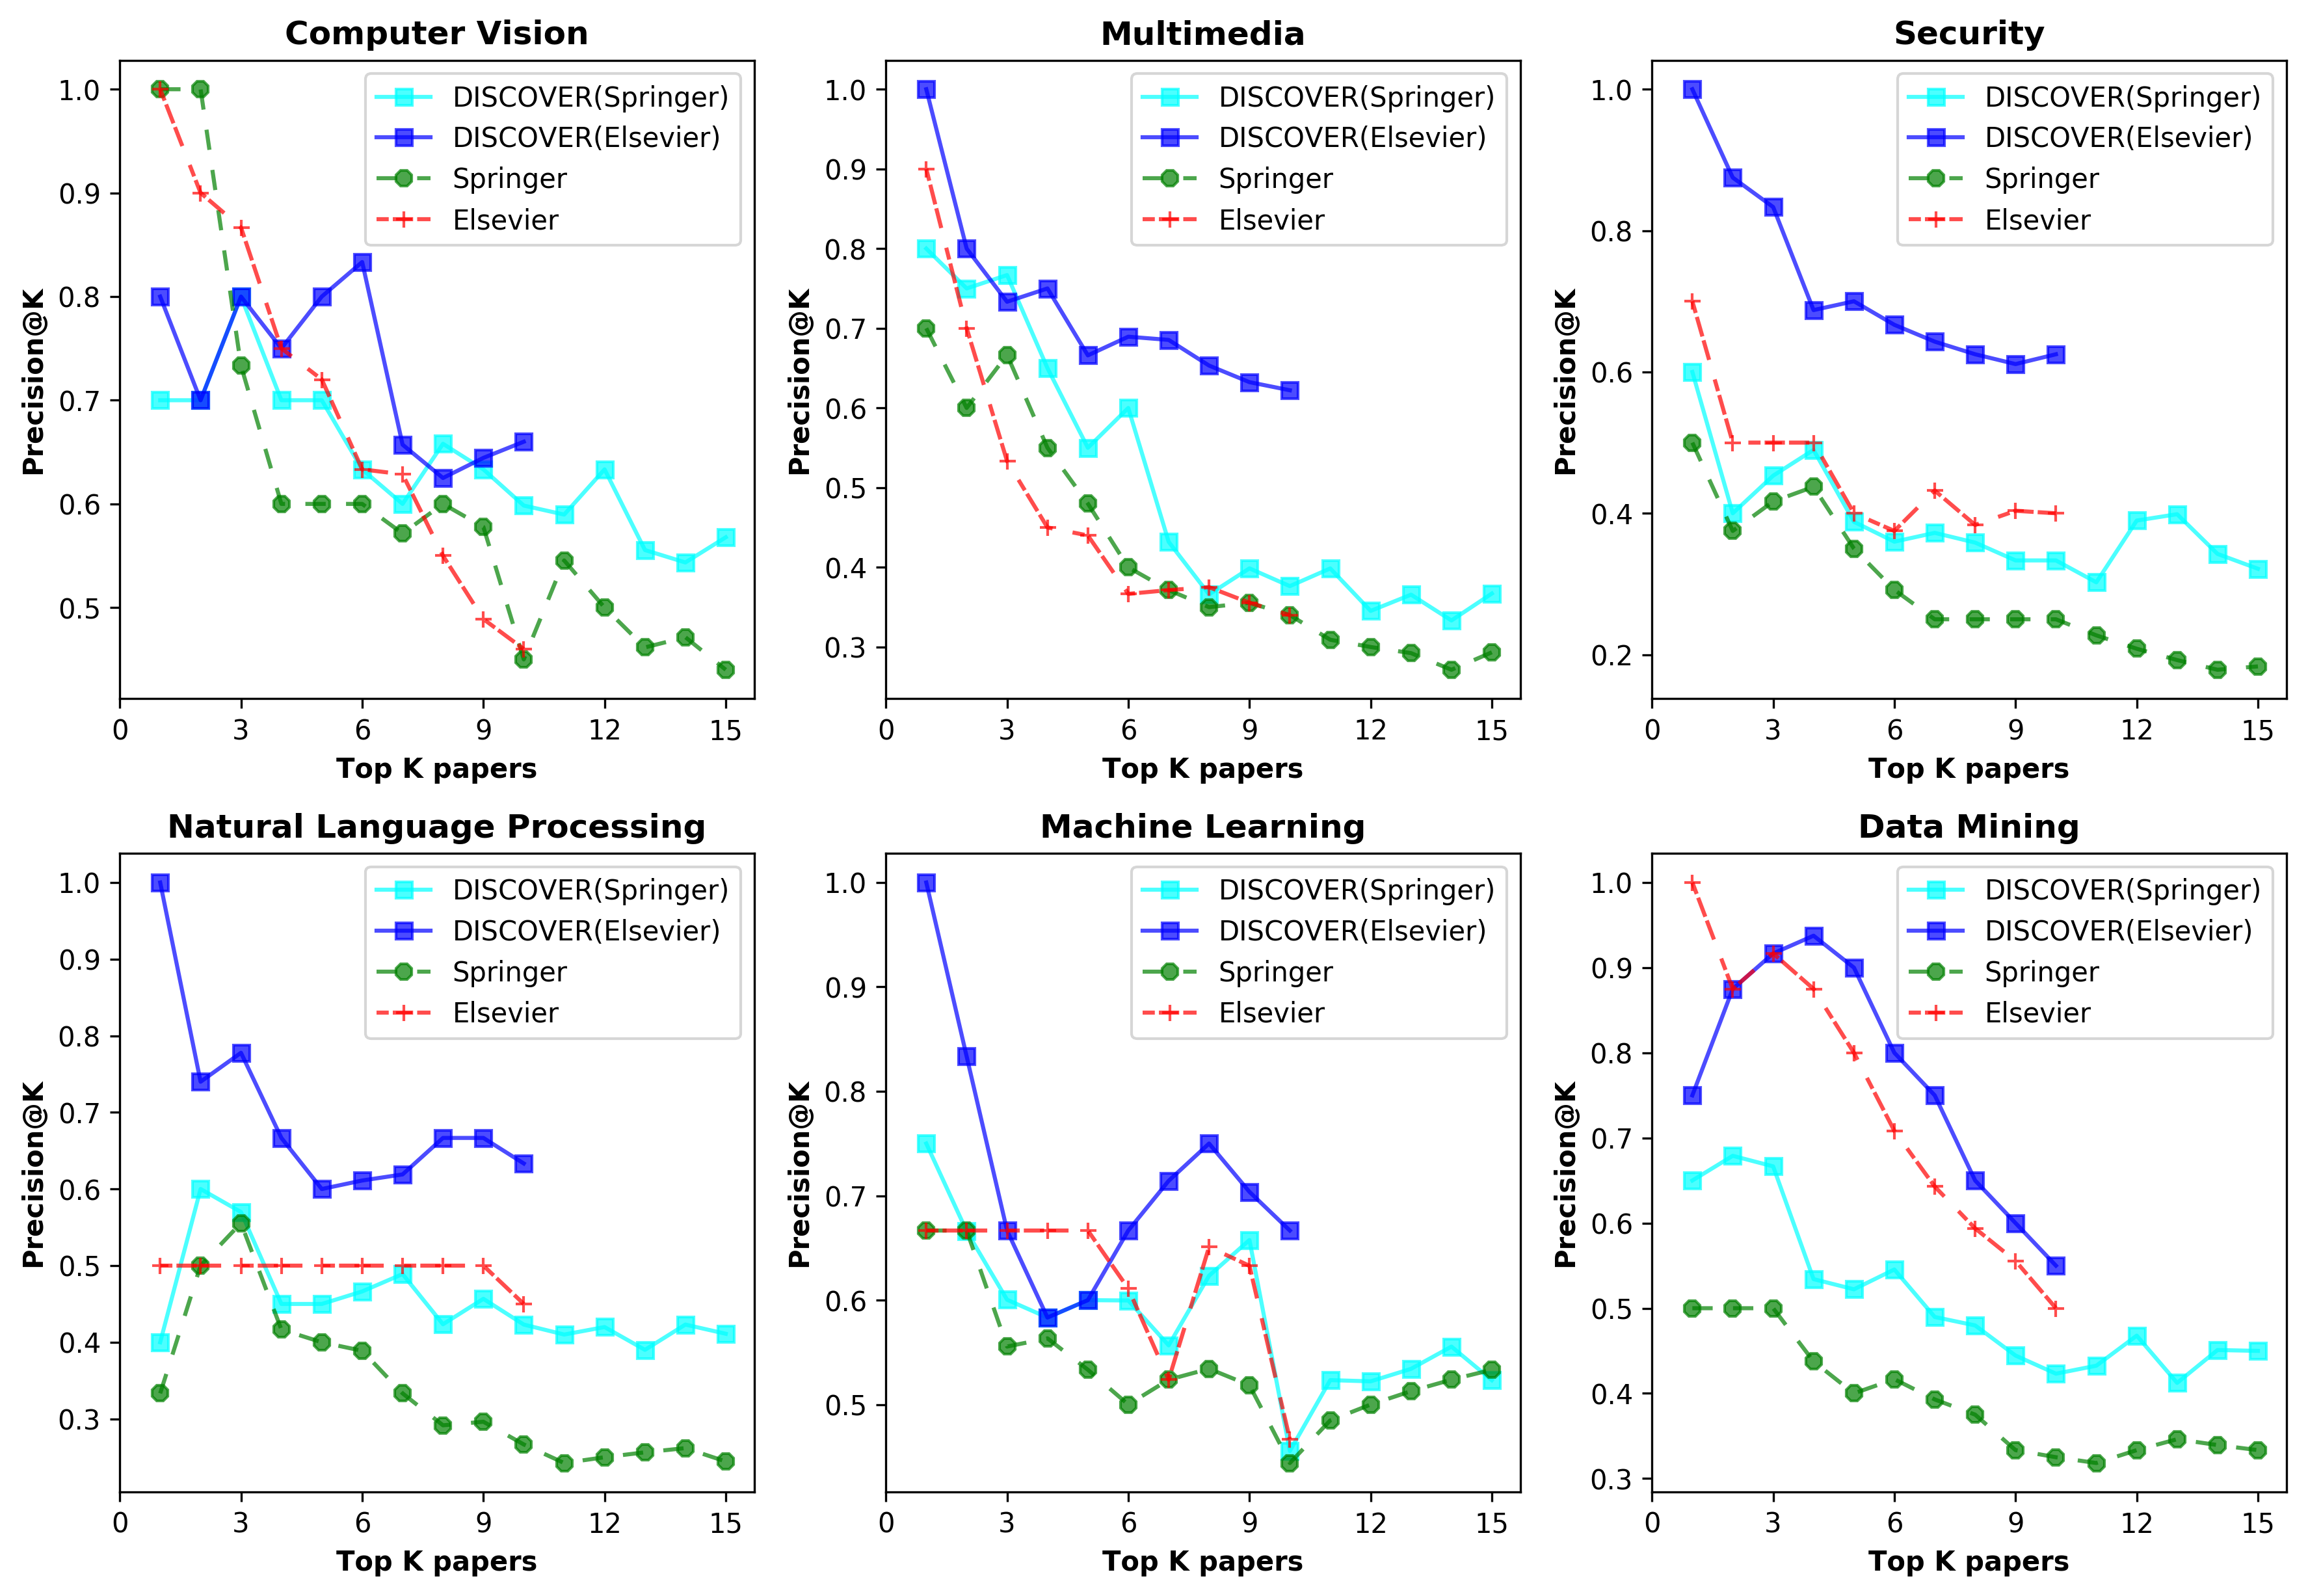 Computer Vision
1.0
0.9
0.8
0.7
0.6
0.5
Precision@K
0
3
6
9
12
15
Top K papers
DISCOVER(Springer)
DISCOVER(Elsevier)
Springer
Elsevier
Multimedia
1.0
0.9
0.8
0.7
0.6
0.5
0.4
0.3
Precision@K
0
3
6
9
12
15
Top K papers
DISCOVER(Springer)
DISCOVER(Elsevier)
Springer
Elsevier
Security
1.0
0.8
0.6
0.4
0.2
Precision@K
0
3
6
9
12
15
Top K papers
DISCOVER(Springer)
DISCOVER(Elsevier)
Springer
Elsevier
Natural Language Processing
1.0
0.9
0.8
0.7
0.6
0.5
0.4
0.3
Precision@K
0
3
6
9
12
15
Top K papers
DISCOVER(Springer)
DISCOVER(Elsevier)
Springer
Elsevier
Machine Learning
1.0
0.9
0.8
0.7
0.6
0.5
Precision@K
0
3
6
9
12
15
Top K papers
DISCOVER(Springer)
DISCOVER(Elsevier)
Springer
Elsevier
Data Mining
1.0
0.9
0.8
0.7
0.6
0.5
0.4
0.3
Precision@K
0
3
6
9
12
15
Top K papers
DISCOVER(Springer)
DISCOVER(Elsevier)
Springer
Elsevier